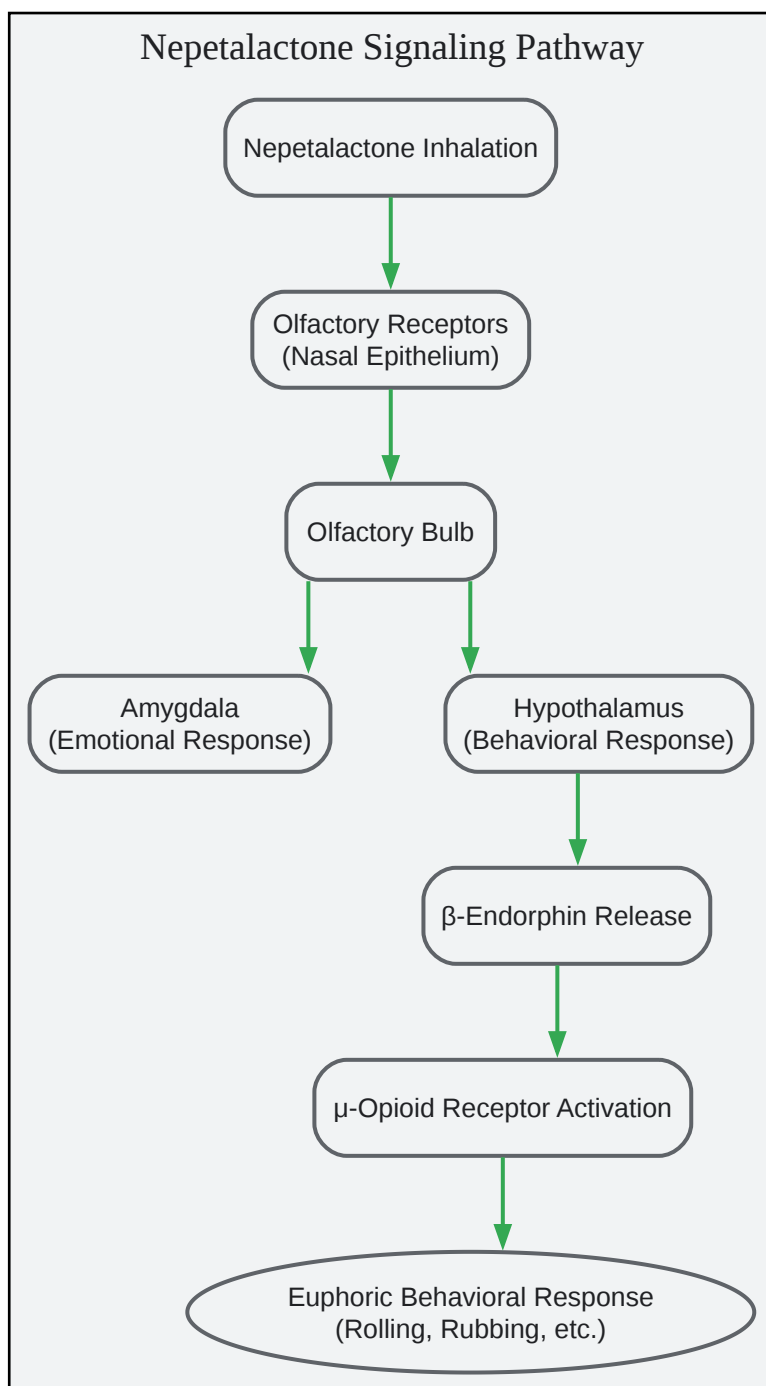 Nepetalactone Signaling Pathway
Nepetalactone Inhalation
Olfactory Receptors
(Nasal Epithelium)
Olfactory Bulb
Amygdala
(Emotional Response)
Hypothalamus
(Behavioral Response)
β-Endorphin Release
μ-Opioid Receptor Activation
Euphoric Behavioral Response
(Rolling, Rubbing, etc.)